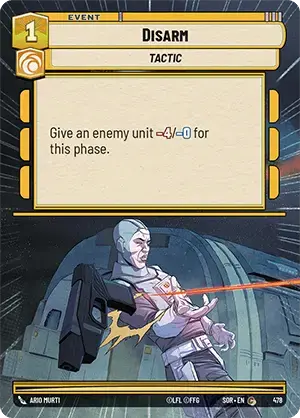 EVENT
1
DISARM
TACTIC
Give an enemy unit -4/-0 for
this phase.
ARIO MURTI
©LFL ©FFG
SOR • EN
478